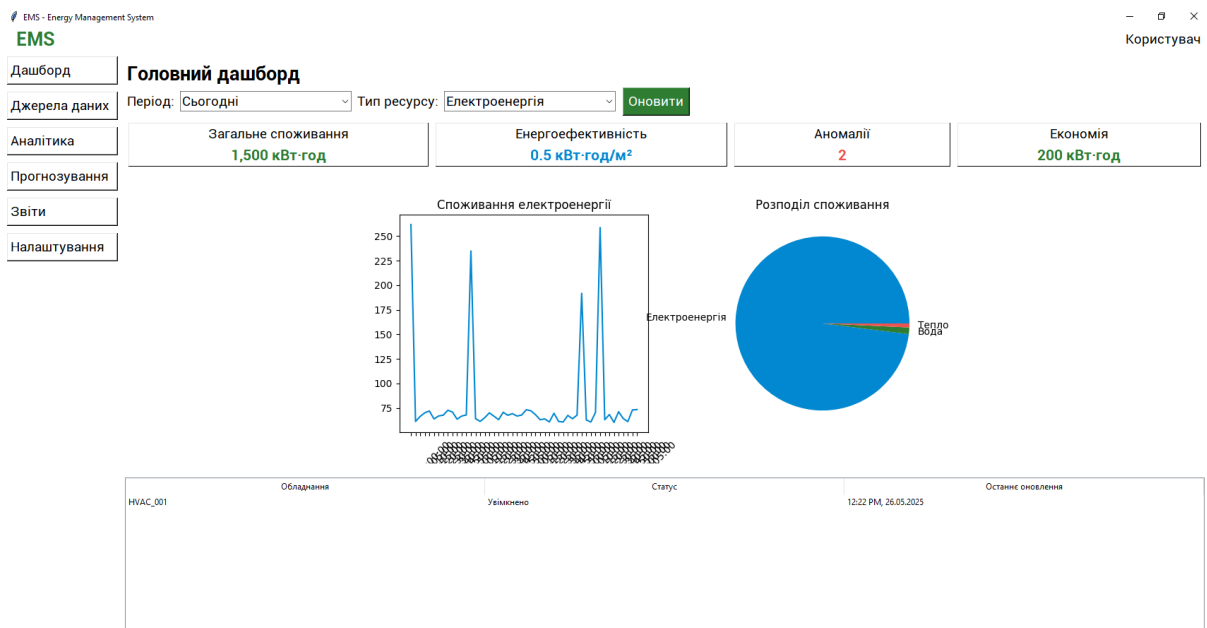 EMS - Energy Management System
EMS
Користувач
Дашборд
Джерела даних
Аналітика
Прогнозування
Звіти
Налаштування
Головний дашборд
Період: Сьогодні Тип ресурсу: Електроенергія Оновити
Загальне споживання
1,500 кВт·год
Енергоефективність
0.5 кВт·год/м²
Аномалії
2
Економія
200 кВт·год
Споживання електроенергії
250
225
200
175
150
125
100
75
Розподіл споживання
Електроенергія
Тепло
Вода
Обладнання Статус Останнє оновлення
HVAC_001 Увімкнено 12:22 PM, 26.05.2025